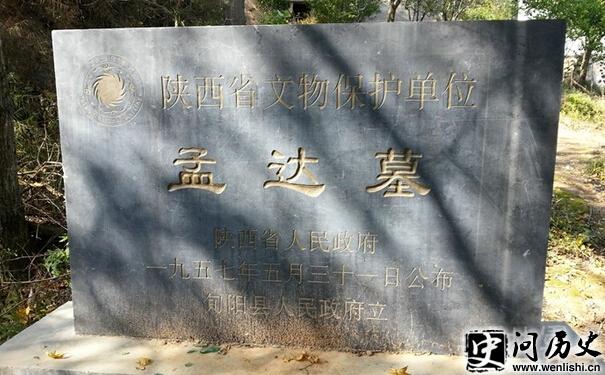 陕西省文物保护单位
孟达墓
陕西省人民政府
一九五七年五月三十一日公布
旬阳县人民政府立
问历史
www.wenlishi.cn